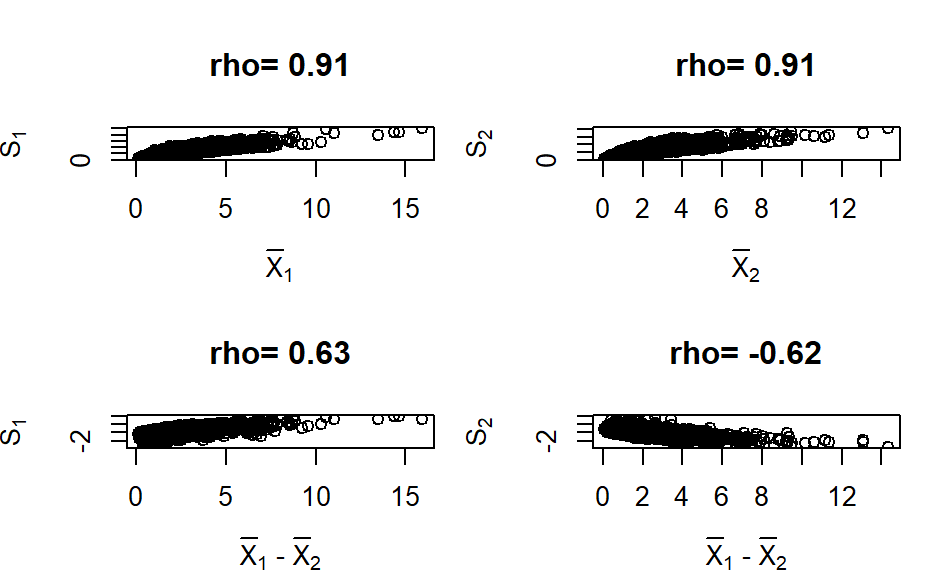 rho= 0.91
S₁
0
0 5 10 15
X̅₁
rho= 0.91
S₂
0
0 2 4 6 8 12
X̅₂
rho= 0.63
S₁
-2
0 5 10 15
X̅₁ - X̅₂
rho= -0.62
S₂
-2
0 2 4 6 8 12
X̅₁ - X̅₂